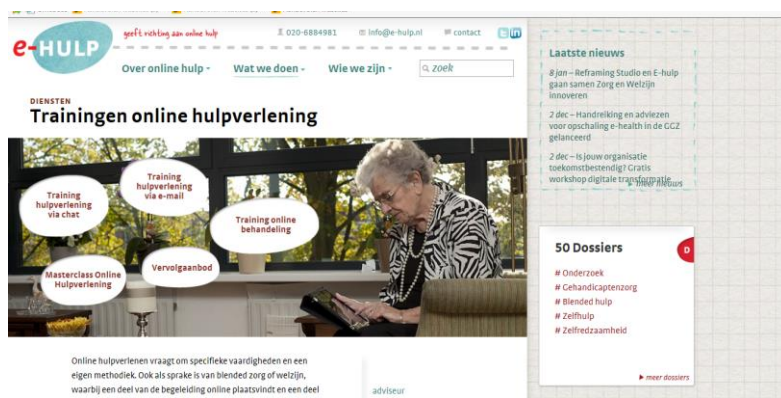 e-HULP
geeft richting aan online hulp
020-6884981
info@e-hulp.nl
contact
in
Over online hulp
Wat we doen
Wie we zijn
zoek
DIENSTEN
Trainingen online hulpverlening
Training
hulpverlening
via chat
Training
hulpverlening
via e-mail
Training online
behandeling
Masterclass Online
Hulpverlening
Vervolgaanbod
Online hulpverlenen vraagt om specifieke vaardigheden en een
eigen methodiek. Ook als sprake is van blended zorg of welzijn,
waarbij een deel van de begeleiding online plaatsvindt en een deel
adviseur
Laatste nieuws
8 jan – Reframing Studio en E-hulp
gaan samen Zorg en Welzijn
innoveren
2 dec – Handreiking en adviezen
voor opschaling e-health in de GGZ
gelanceerd
2 dec – Is jouw organisatie
toekomstbestendig? Gratis
workshop digitale transformatie
meer nieuws
50 Dossiers
D
# Onderzoek
# Gehandicaptenzorg
# Blended hulp
# Zelfhulp
# Zelfredzaamheid
meer dossiers